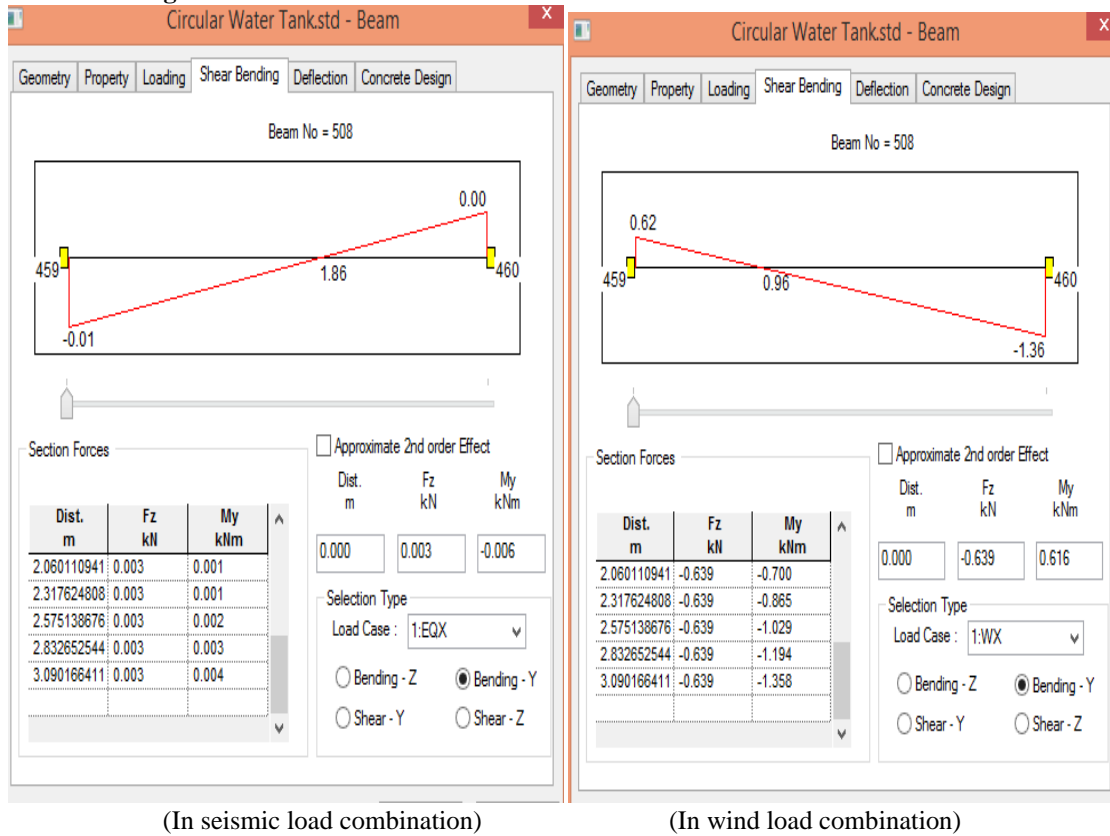 Circular Water Tank.std - Beam
X
Geometry Property Loading Shear Bending Deflection Concrete Design
Beam No = 508
0.00
459
1.86
460
-0.01
Approximate 2nd order Effect
Section Forces
Dist. Fz My
m kN kNm
0.000 0.003 -0.006
Dist. Fz My
m kN kNm
2.060110941 0.003 0.001
2.317624808 0.003 0.001
2.575138676 0.003 0.002
2.832652544 0.003 0.003
3.090166411 0.003 0.004
Selection Type
Load Case : 1:EQX
Bending - Z Bending - Y
Shear - Y Shear - Z
(In seismic load combination)
Circular Water Tank.std - Beam
X
Geometry Property Loading Shear Bending Deflection Concrete Design
Beam No = 508
0.62
459
0.96
460
-1.36
Approximate 2nd order Effect
Section Forces
Dist. Fz My
m kN kNm
0.000 -0.639 0.616
Dist. Fz My
m kN kNm
2.060110941 -0.639 -0.700
2.317624808 -0.639 -0.865
2.575138676 -0.639 -1.029
2.832652544 -0.639 -1.194
3.090166411 -0.639 -1.358
Selection Type
Load Case : 1:WX
Bending - Z Bending - Y
Shear - Y Shear - Z
(In wind load combination)